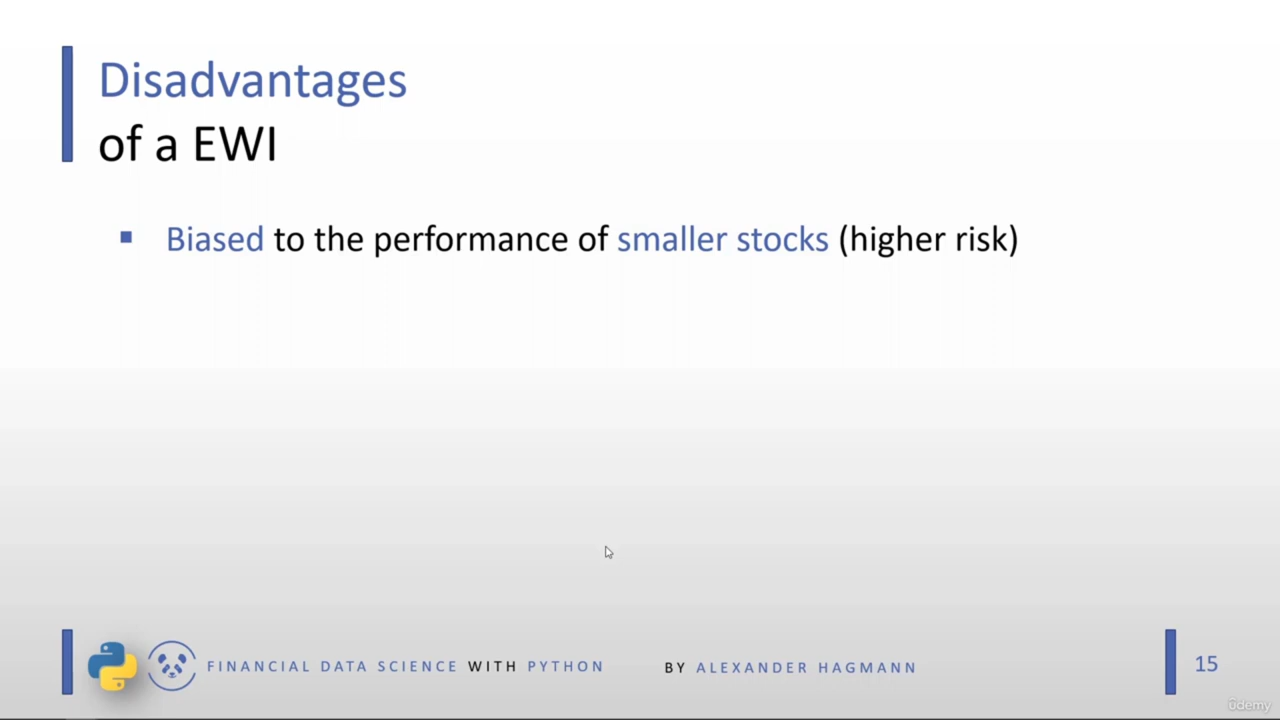 Disadvantages
of a EWI
▪ Biased to the performance of smaller stocks (higher risk)
FINANCIAL DATA SCIENCE WITH PYTHON BY ALEXANDER HAGMANN
15
ûdemy